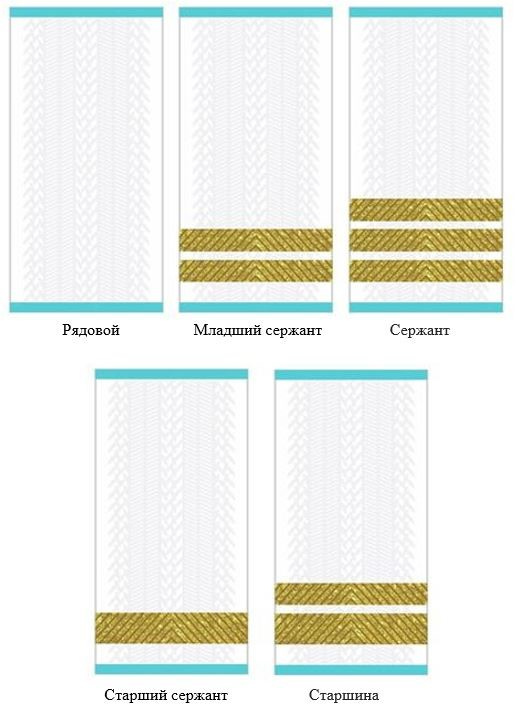 Рядовой
Младший сержант
Сержант
Старший сержант
Старшина